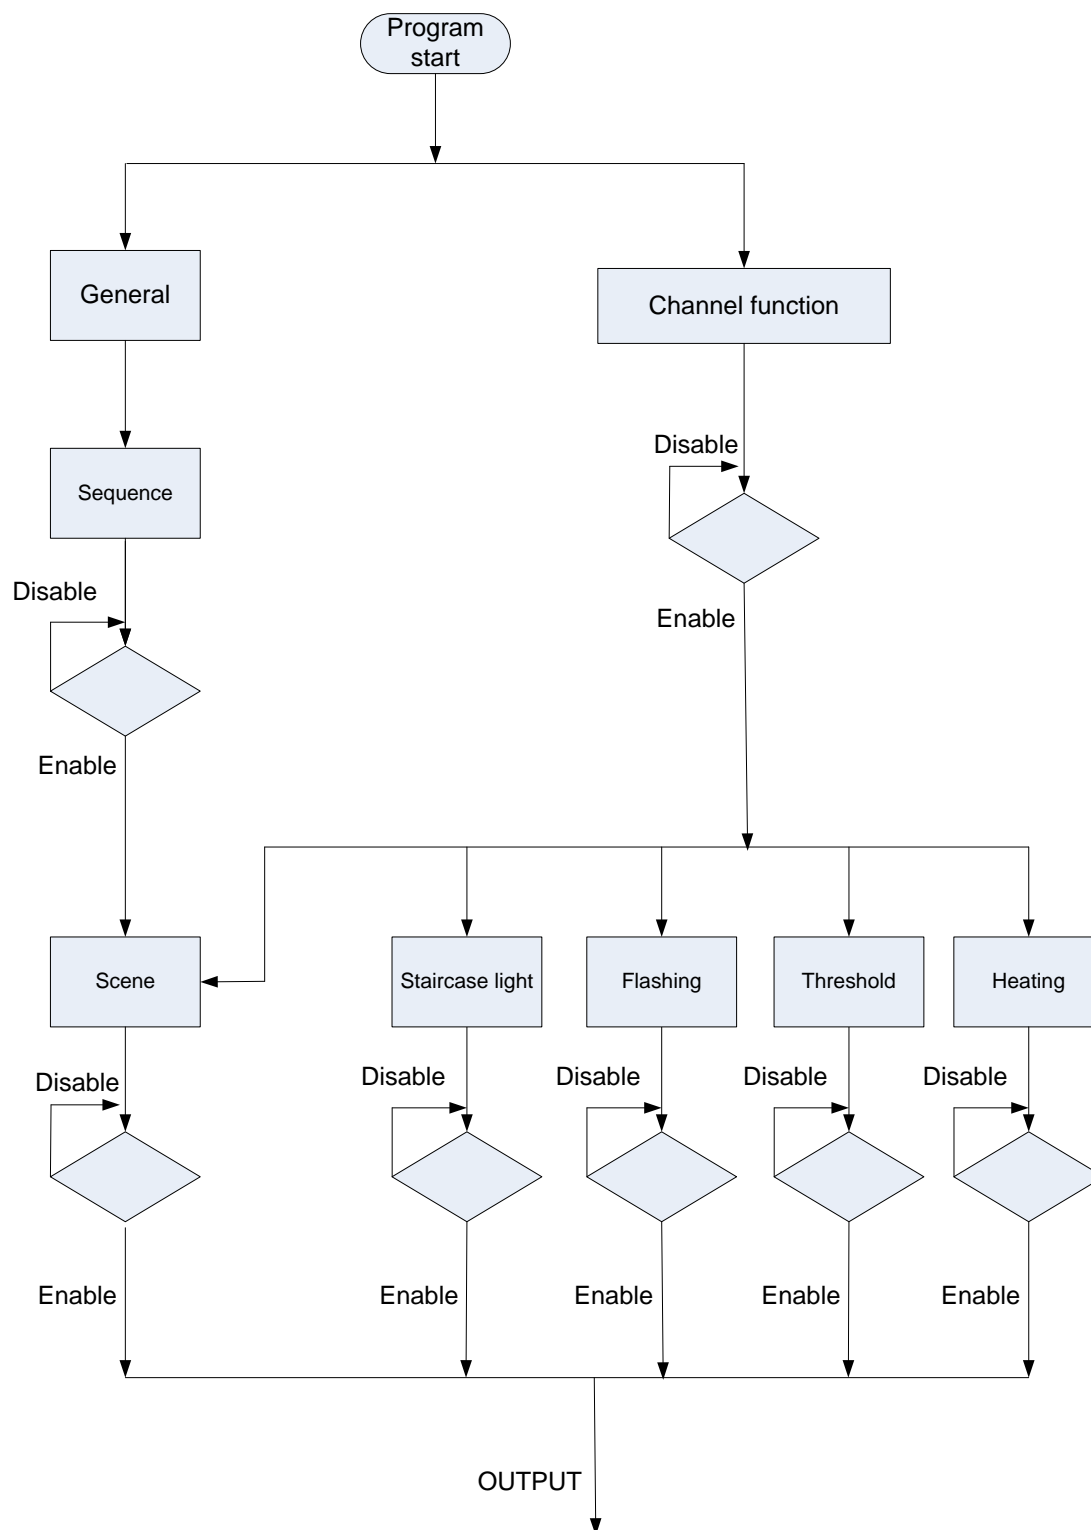 Program
start
General
Channel function
Disable
Sequence
Disable
Enable
Enable
Scene
Staircase light
Flashing
Threshold
Heating
Disable
Disable
Disable
Disable
Disable
Enable
Enable
Enable
Enable
Enable
OUTPUT